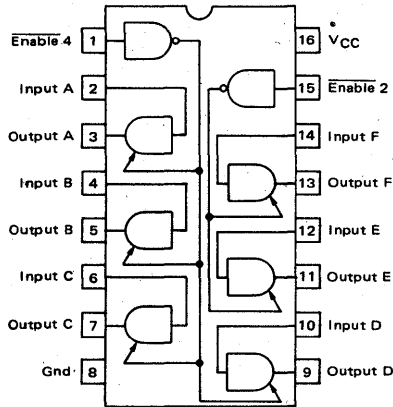 Enable 4 1
Input A 2
Output A 3
Input B 4
Output B 5
Input C 6
Output C 7
Gnd 8
16 VCC
15 Enable 2
14 Input F
13 Output F
12 Input E
11 Output E
10 Input D
9 Output D